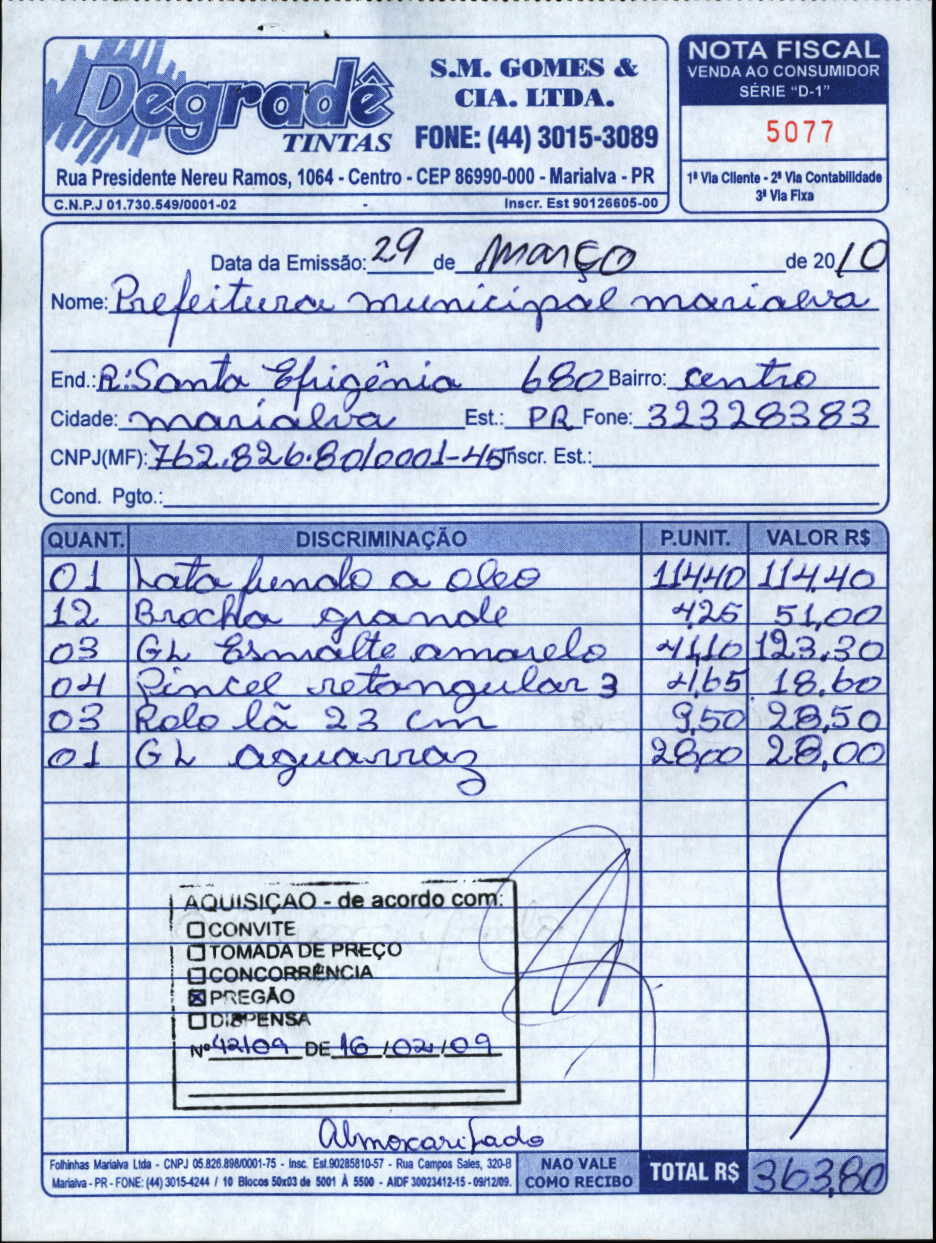 Degradê
TINTAS
S.M. GOMES &
CIA. LTDA.
FONE: (44) 3015-3089
Rua Presidente Nereu Ramos, 1064 - Centro - CEP 86990-000 - Marialva - PR
C.N.P.J 01.730.549/0001-02 - Inscr. Est 90126605-00
NOTA FISCAL
VENDA AO CONSUMIDOR
SÉRIE "D-1"
5077
1ª Via Cliente - 2ª Via Contabilidade
3ª Via Fixa
Data da Emissão: 29 de março de 2010
Nome: Prefeitura municipal marialva
End.: R: Santa Efigênia 680 Bairro: centro
Cidade: marialva Est.: PR Fone: 32328383
CNPJ(MF): 762.826.80/0001-45 Inscr. Est.:
Cond. Pgto.:
QUANT. DISCRIMINAÇÃO P.UNIT. VALOR R$
01 Lata fundo a oleo 114,40 114,40
12 Brocha grande 4,25 51,00
03 GL Esmalte amarelo 41,10 123,30
04 Pincel retangular 3 4,65 18,60
03 Rolo lã 23 cm 9,50 28,50
01 GL aguarraz 28,00 28,00
AQUISIÇÃO - de acordo com:
CONVITE
TOMADA DE PREÇO
CONCORRÊNCIA
PREGÃO
DISPENSA
Nº 42/09 DE 16 / 02 / 09
Almoxarifado
Folhinhas Marialva Ltda - CNPJ 05.826.898/0001-75 - Insc. Est.90285810-57 - Rua Campos Sales, 320-B
Marialva - PR - FONE: (44) 3015-4244 / 10 Blocos 50x03 de 5001 À 5500 - AIDF 30023412-15 - 09/12/09.
NAO VALE
COMO RECIBO
TOTAL R$ 363,80